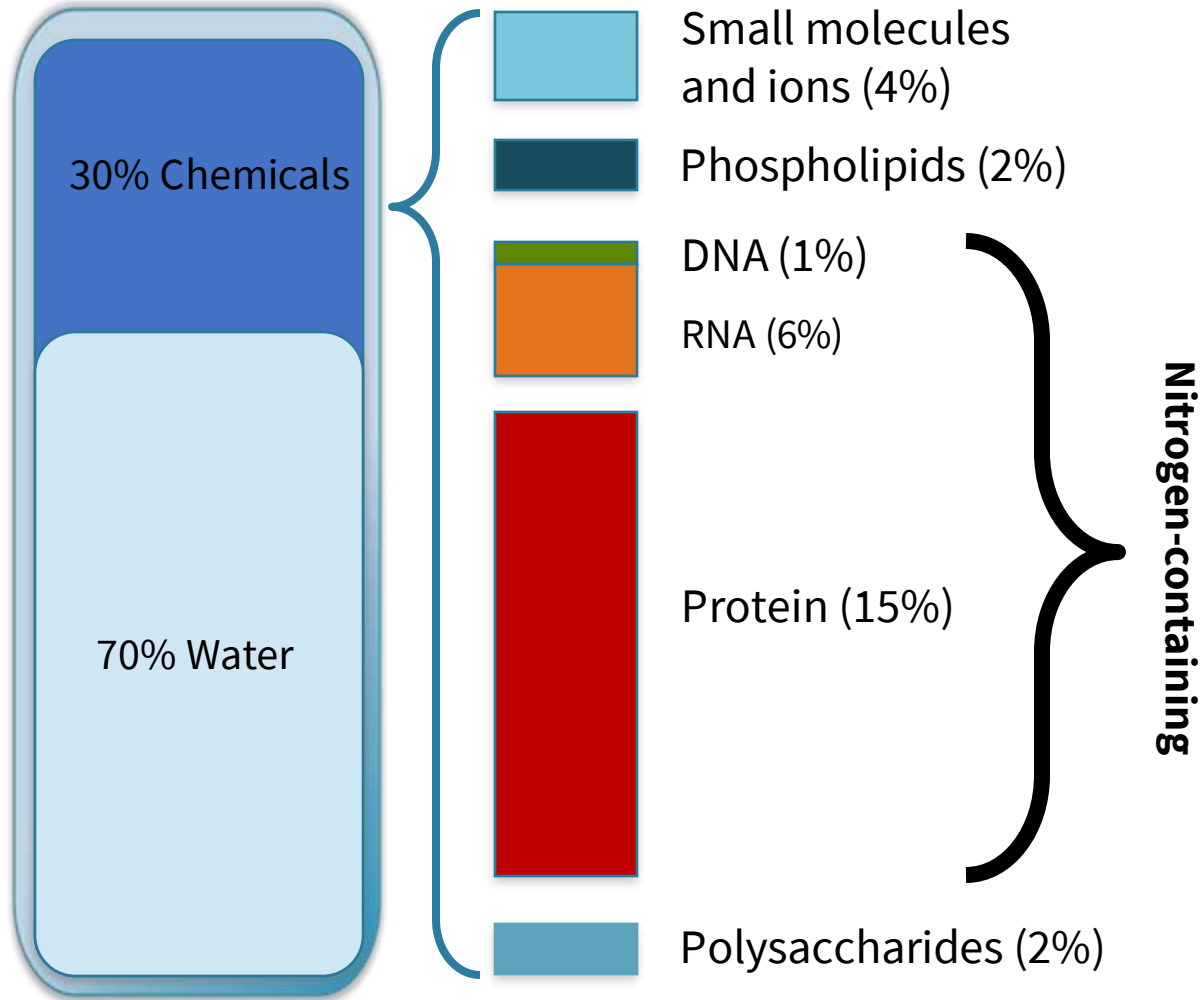 Small molecules
and ions (4%)
30% Chemicals
Phospholipids (2%)
DNA (1%)
RNA (6%)
Protein (15%)
70% Water
Polysaccharides (2%)
Nitrogen-containing